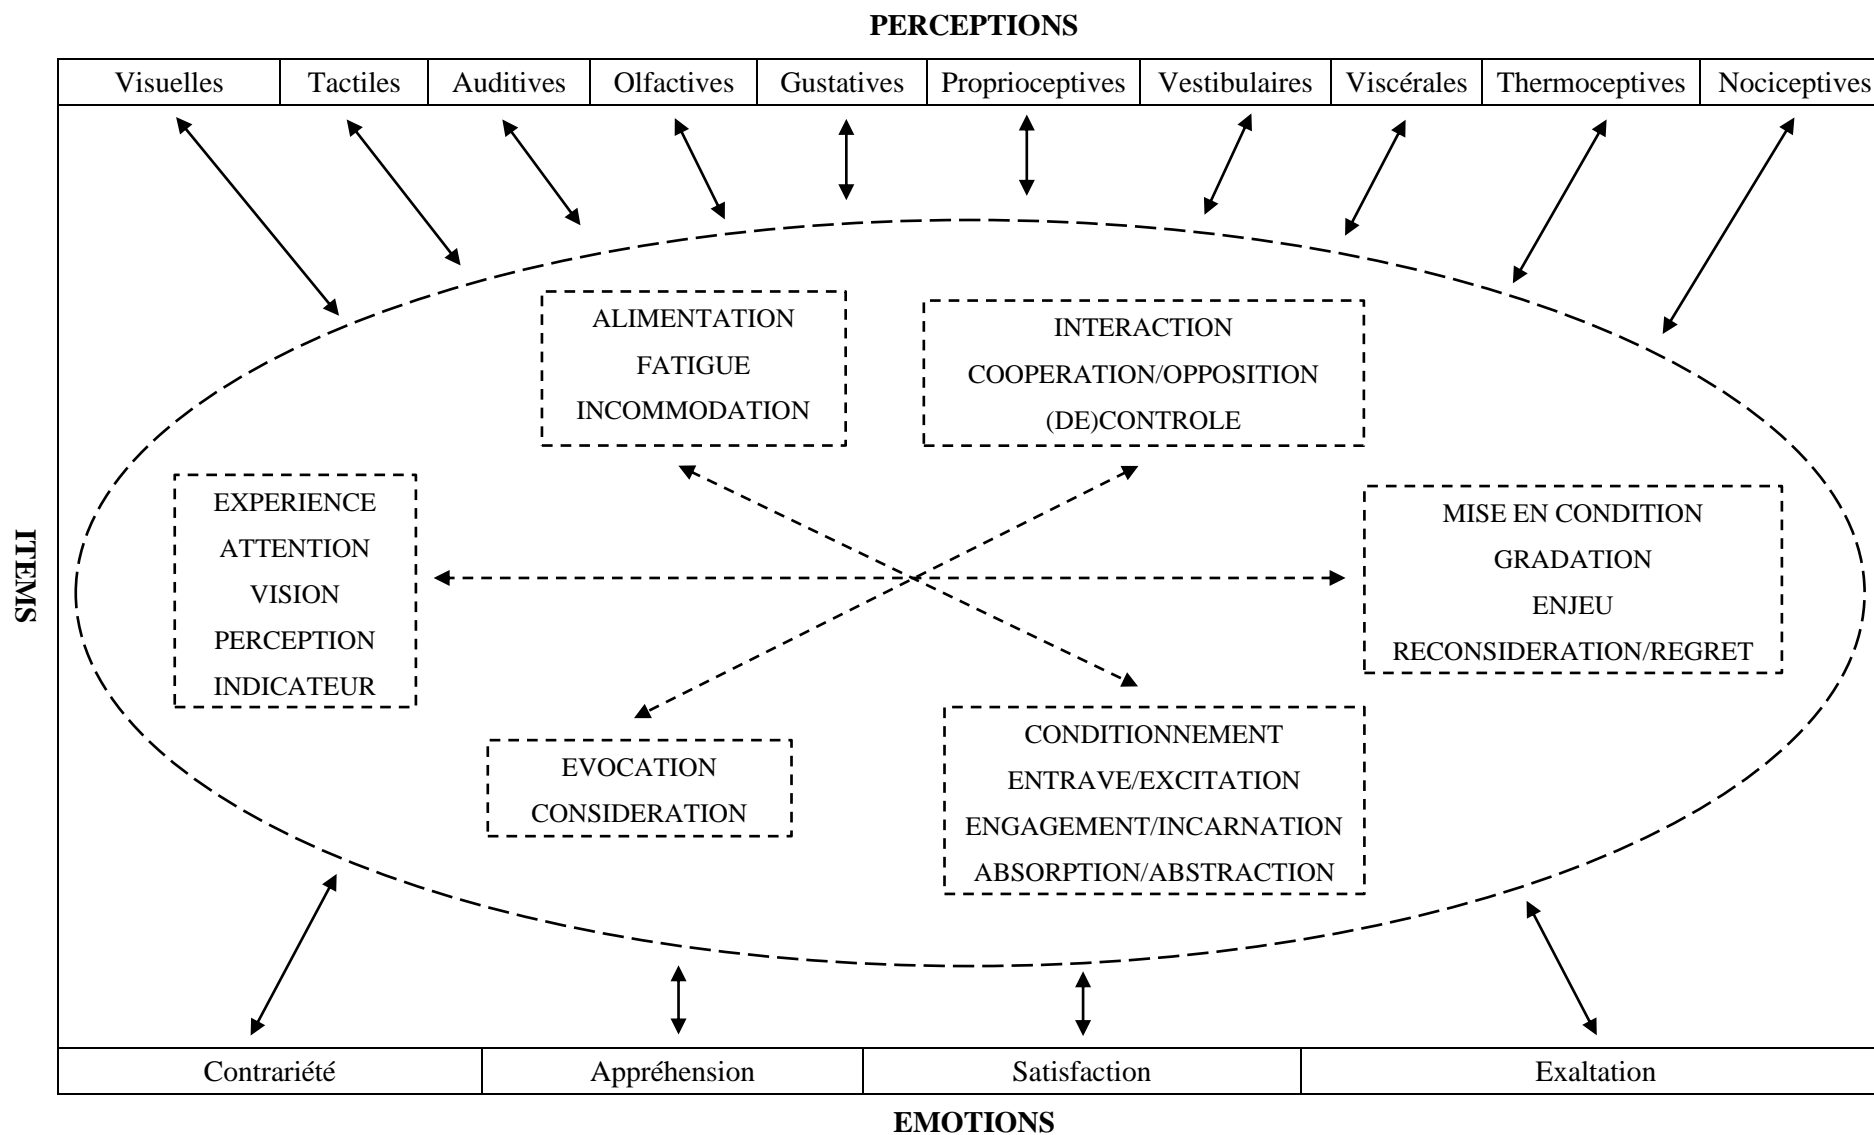 PERCEPTIONS
Visuelles Tactiles Auditives Olfactives Gustatives Proprioceptives Vestibulaires Viscérales Thermoceptives Nociceptives
ALIMENTATION
FATIGUE
INCOMMODATION
INTERACTION
COOPERATION/OPPOSITION
(DE)CONTROLE
ITEMS
EXPERIENCE
ATTENTION
VISION
PERCEPTION
INDICATEUR
MISE EN CONDITION
GRADATION
ENJEU
RECONSIDERATION/REGRET
EVOCATION
CONSIDERATION
CONDITIONNEMENT
ENTRAVE/EXCITATION
ENGAGEMENT/INCARNATION
ABSORPTION/ABSTRACTION
Contrariété Appréhension Satisfaction Exaltation
EMOTIONS